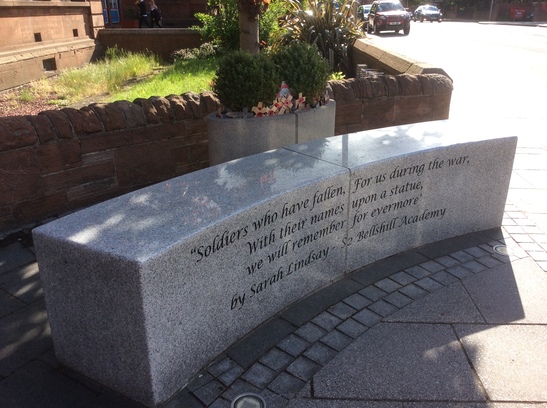 "Soldiers who have fallen, For us during the war,
With their names upon a statue,
we will remember for evermore"
by Sarah Lindsay - S2 Bellshill Academy